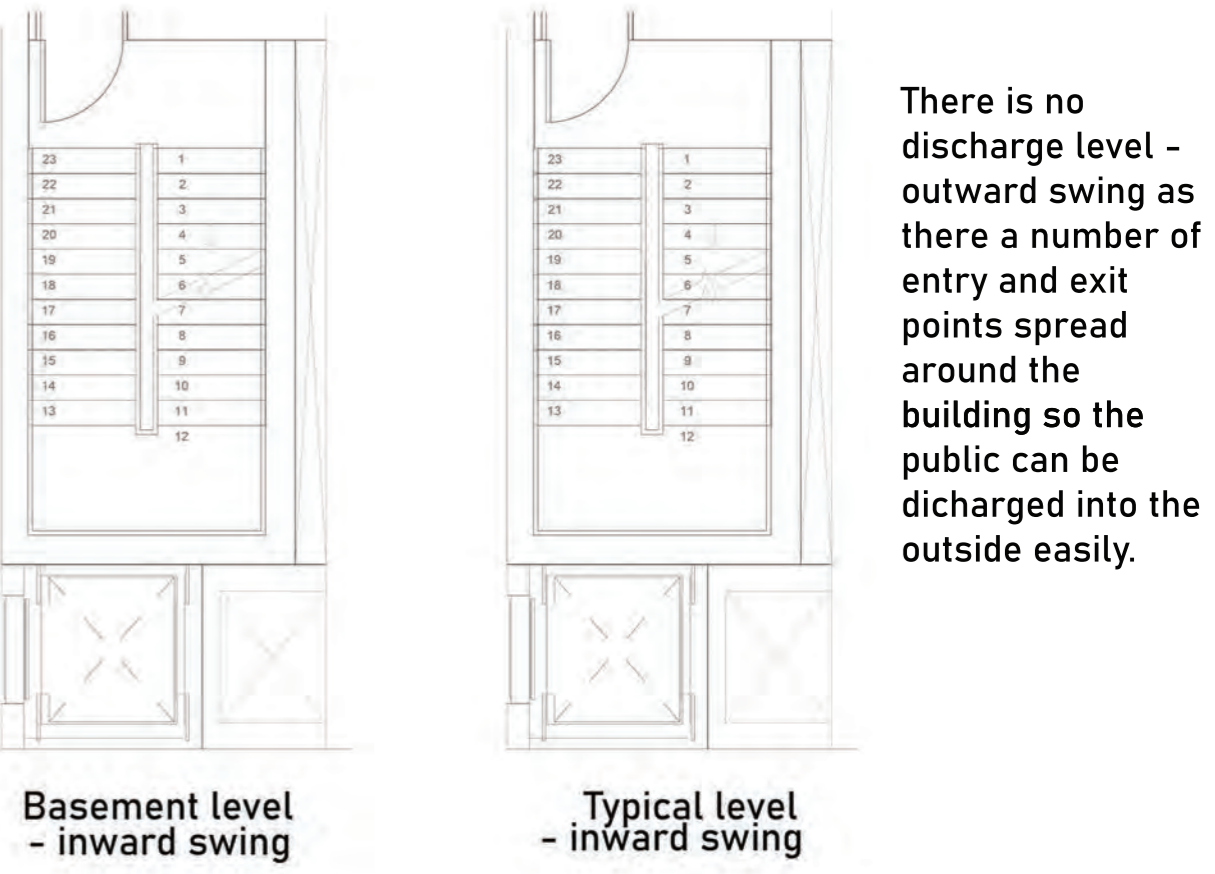 23 1
22 2
21 3
20 4
19 5
18 6
17 7
16 8
15 9
14 10
13 11
12
Basement level
- inward swing
23 1
22 2
21 3
20 4
19 5
18 6
17 7
16 8
15 9
14 10
13 11
12
Typical level
- inward swing
There is no
discharge level -
outward swing as
there a number of
entry and exit
points spread
around the
building so the
public can be
dicharged into the
outside easily.